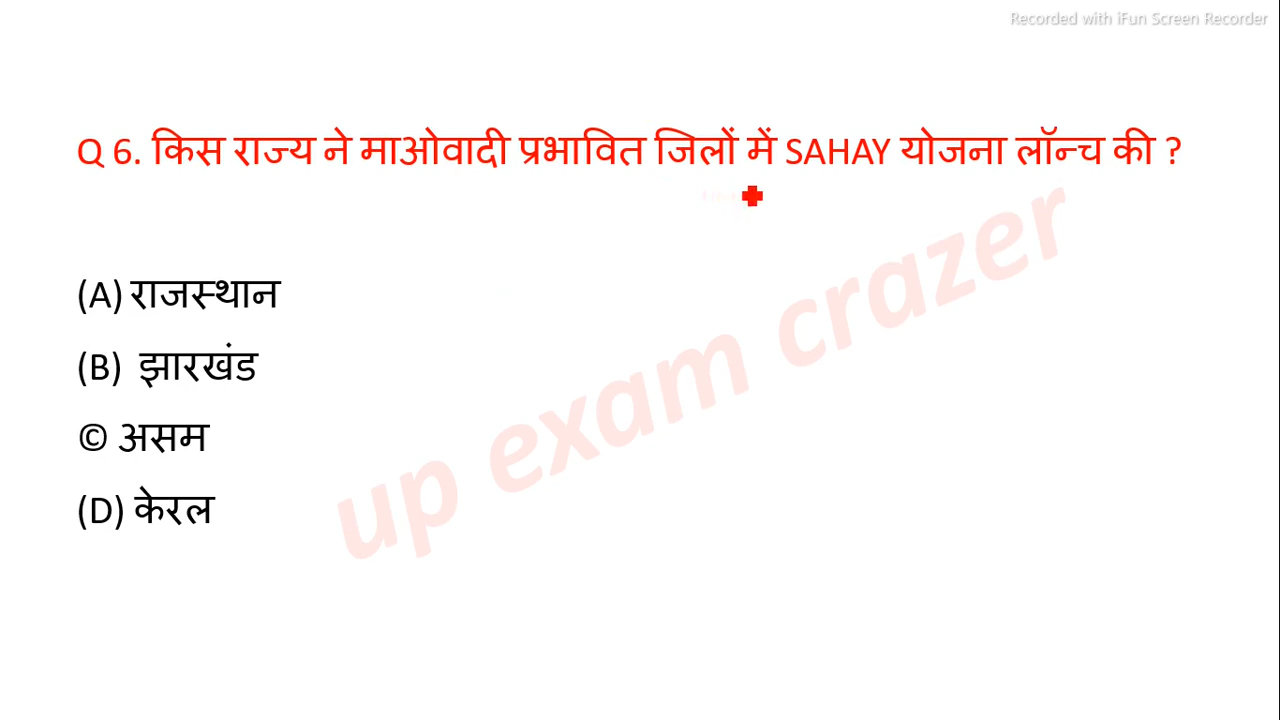 Recorded with iFun Screen Recorder
Q 6. किस राज्य ने माओवादी प्रभावित जिलों में SAHAY योजना लॉन्च की ?
(A) राजस्थान
(B) झारखंड
© असम
(D) केरल
up exam crazer